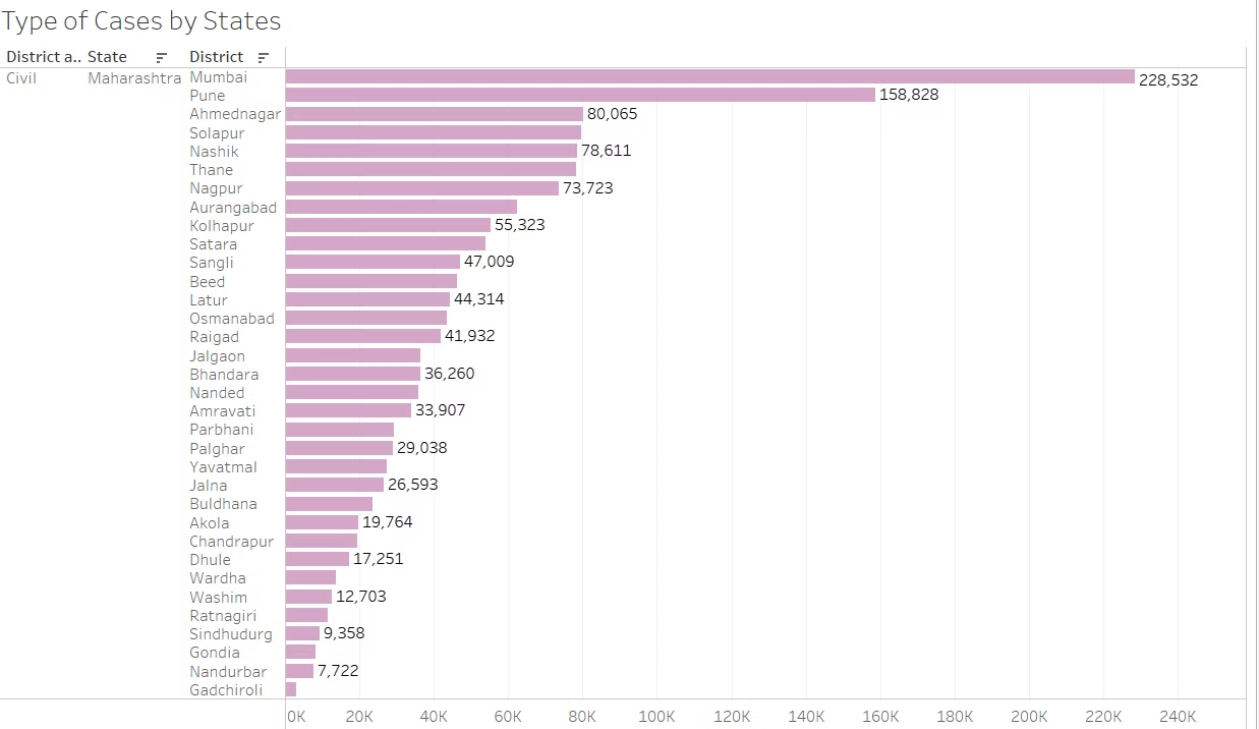 Type of Cases by States
District a.. State District
Civil Maharashtra Mumbai 228,532
Pune 158,828
Ahmednagar 80,065
Solapur
Nashik 78,611
Thane
Nagpur 73,723
Aurangabad
Kolhapur 55,323
Satara
Sangli 47,009
Beed
Latur 44,314
Osmanabad
Raigad 41,932
Jalgaon
Bhandara 36,260
Nanded
Amravati 33,907
Parbhani
Palghar 29,038
Yavatmal
Jalna 26,593
Buldhana
Akola 19,764
Chandrapur
Dhule 17,251
Wardha
Washim 12,703
Ratnagiri
Sindhudurg 9,358
Gondia
Nandurbar 7,722
Gadchiroli
0K 20K 40K 60K 80K 100K 120K 140K 160K 180K 200K 220K 240K